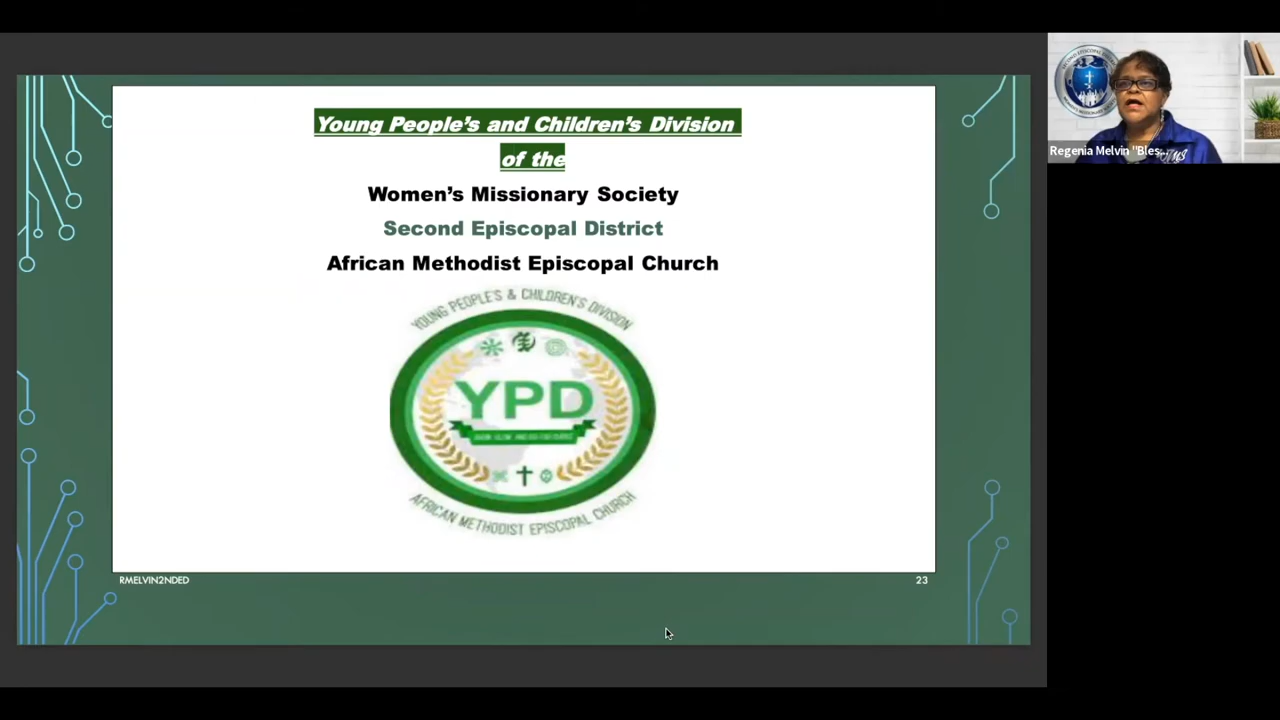 Young People's and Children's Division
of the
Women's Missionary Society
Second Episcopal District
African Methodist Episcopal Church
YOUNG PEOPLE'S & CHILDREN'S DIVISION
YPD
AFRICAN METHODIST EPISCOPAL CHURCH
RMELVIN2NDED
23
Regenia Melvin "Bles...